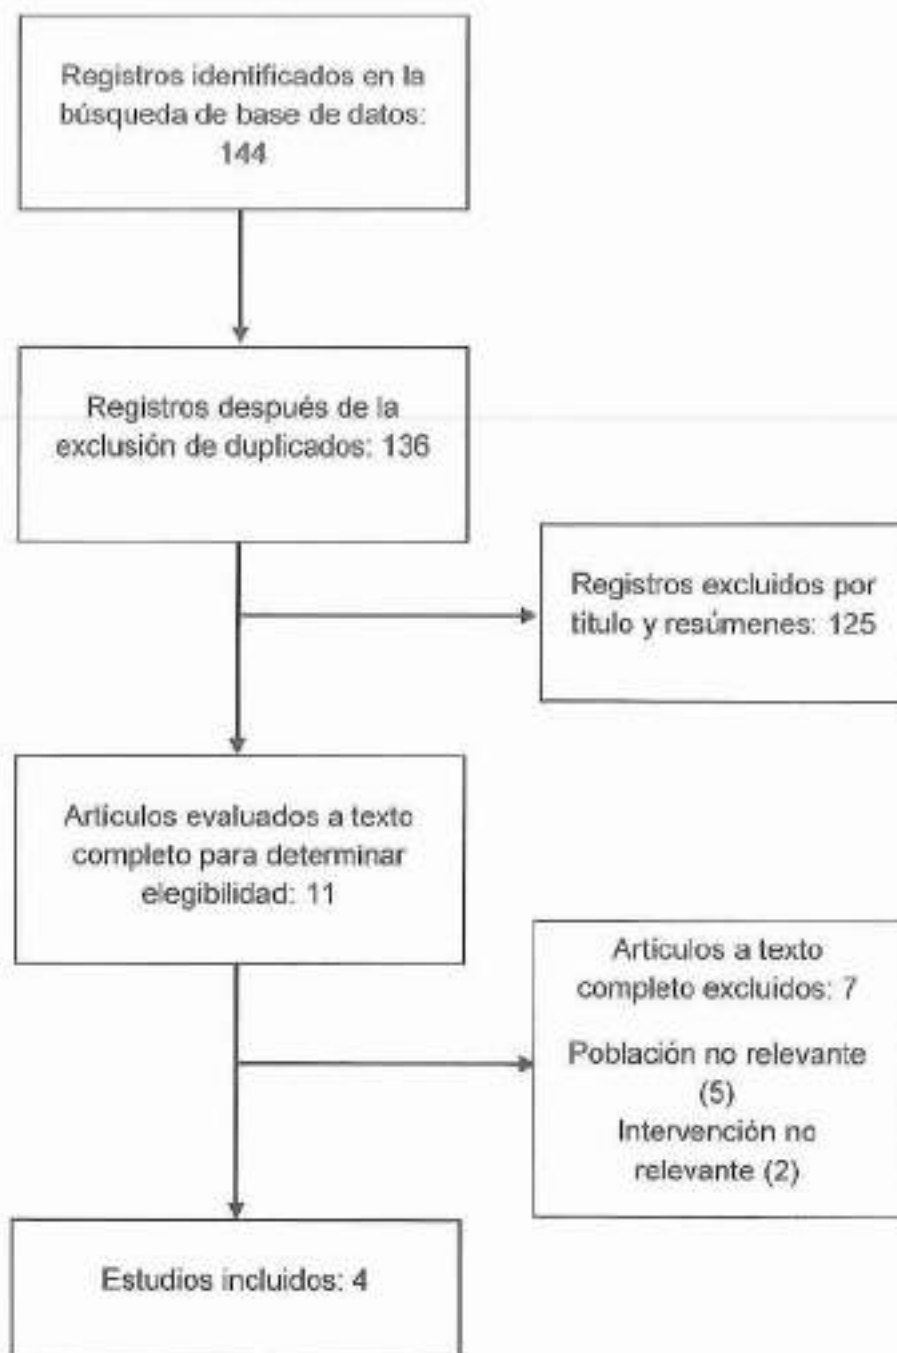 Registros identificados en la
búsqueda de base de datos:
144
Registros después de la
exclusión de duplicados: 136
Registros excluidos por
titulo y resúmenes: 125
Artículos evaluados a texto
completo para determinar
elegibilidad: 11
Artículos a texto
completo excluidos: 7
Población no relevante
(5)
Intervención no
relevante (2)
Estudios incluidos: 4